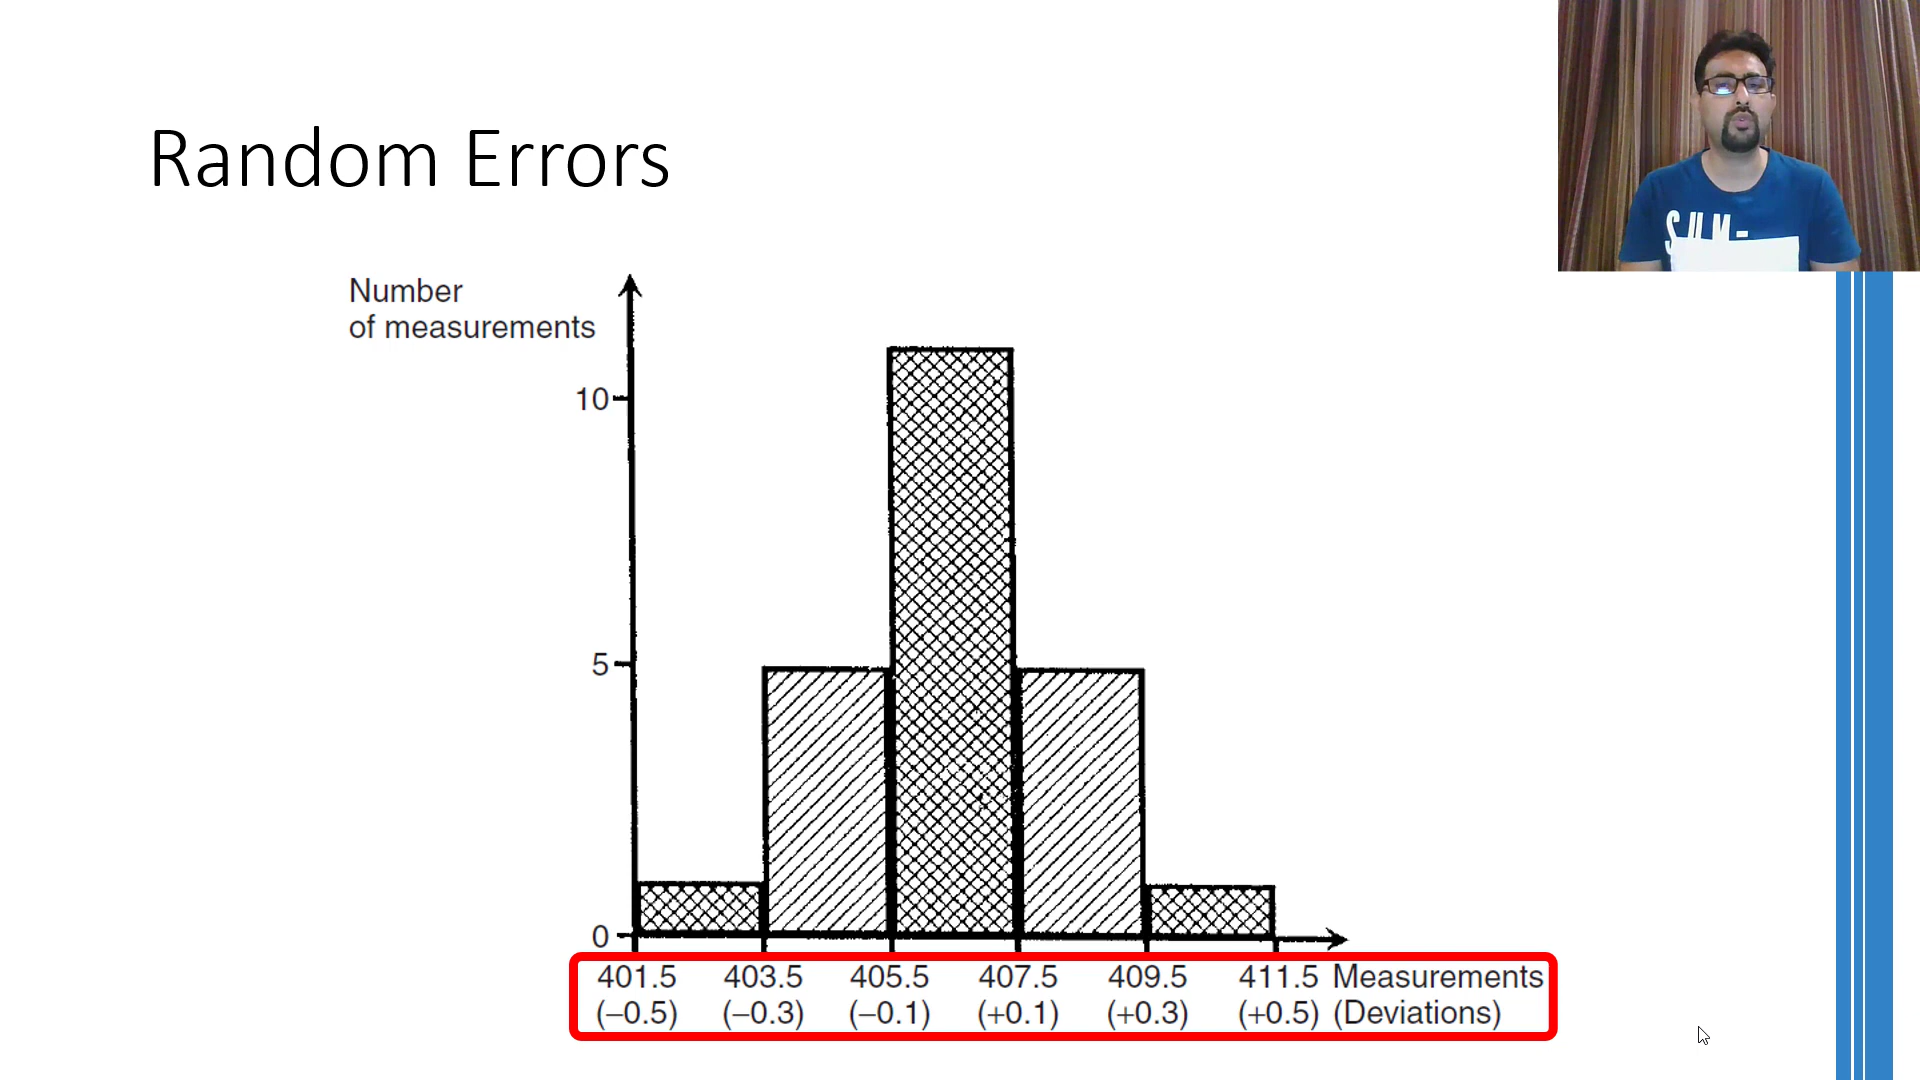 Random Errors
S U M -
Number
of measurements
10
5
0
401.5 403.5 405.5 407.5 409.5 411.5 Measurements
(−0.5) (−0.3) (−0.1) (+0.1) (+0.3) (+0.5) (Deviations)